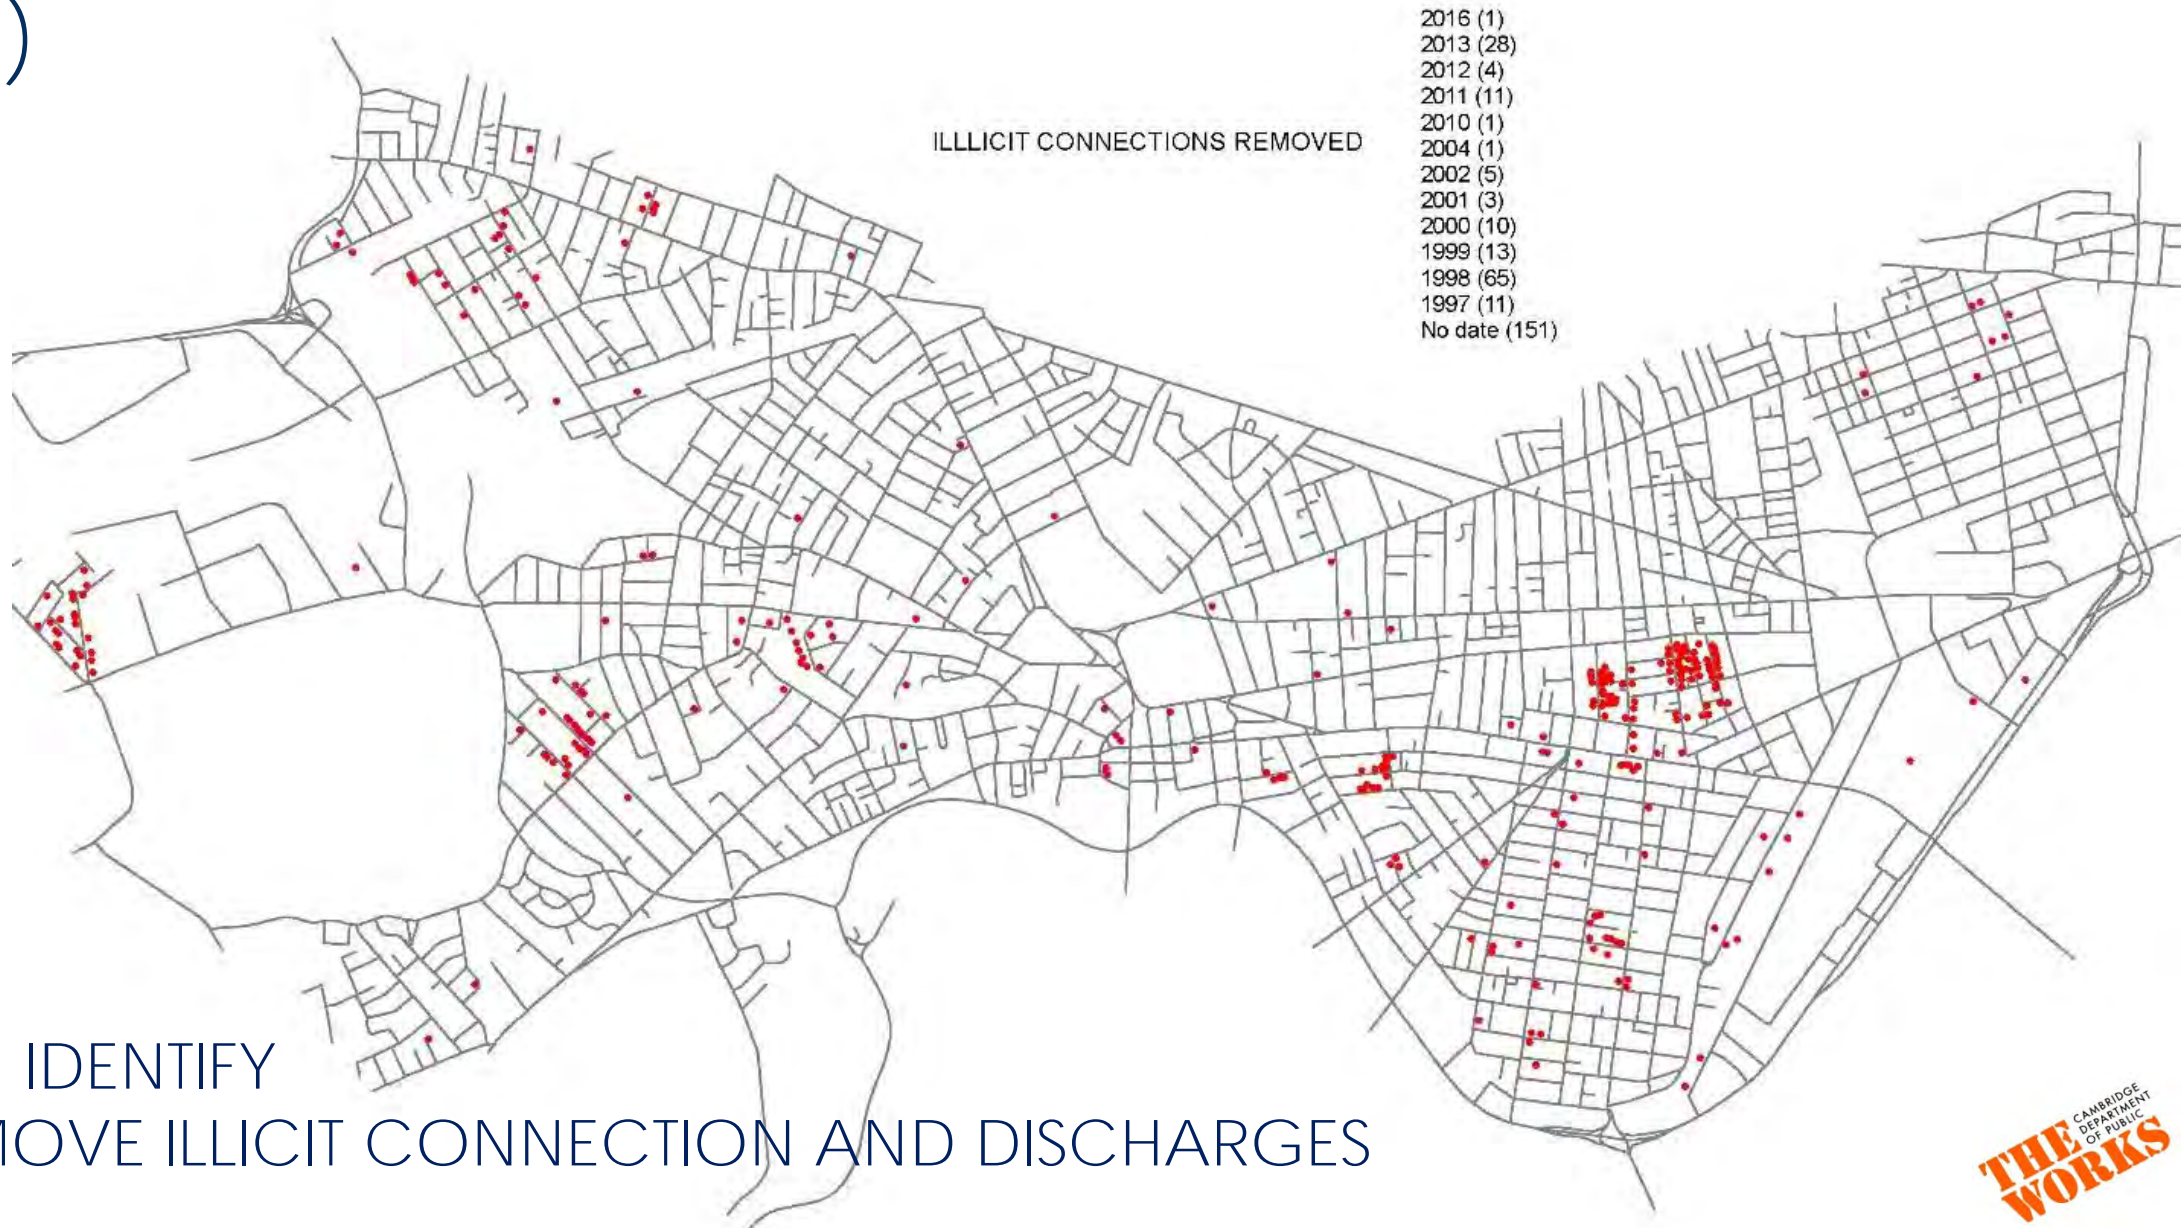 )
2016 (1)
2013 (28)
2012 (4)
2011 (11)
2010 (1)
2004 (1)
2002 (5)
2001 (3)
2000 (10)
1999 (13)
1998 (65)
1997 (11)
No date (151)
ILLLICIT CONNECTIONS REMOVED
IDENTIFY
MOVE ILLICIT CONNECTION AND DISCHARGES
THE
WORKS
CAMBRIDGE
DEPARTMENT
OF PUBLIC